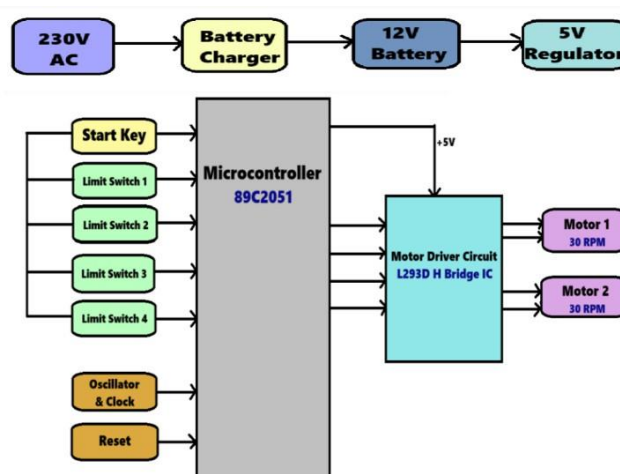 230V
AC
Battery
Charger
12V
Battery
5V
Regulator
Start Key
Limit Switch 1
Limit Switch 2
Limit Switch 3
Limit Switch 4
Oscillator
& Clock
Reset
Microcontroller
89C2051
+5V
Motor Driver Circuit
L293D H Bridge IC
Motor 1
30 RPM
Motor 2
30 RPM